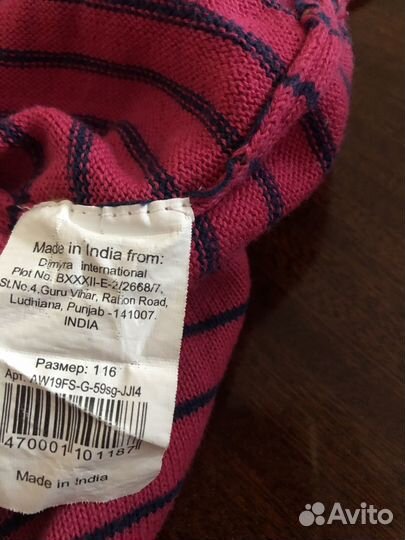 Made in India from:
Dimyra International
Plot No. BXXXII-E-2/2668/7,
St.No.4.Guru Vihar, Rahon Road,
Ludhiana, Punjab -141007.
INDIA
Размер: 116
Арт. AW19FS-G-59sg-JJI4
470001 101187
Made in India
Avito